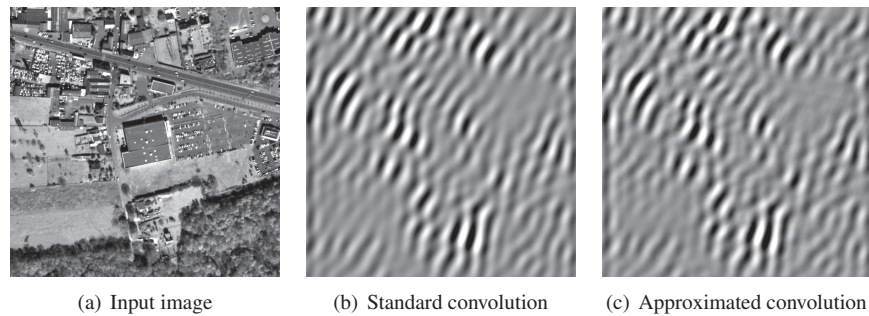 (a) Input image
(b) Standard convolution
(c) Approximated convolution